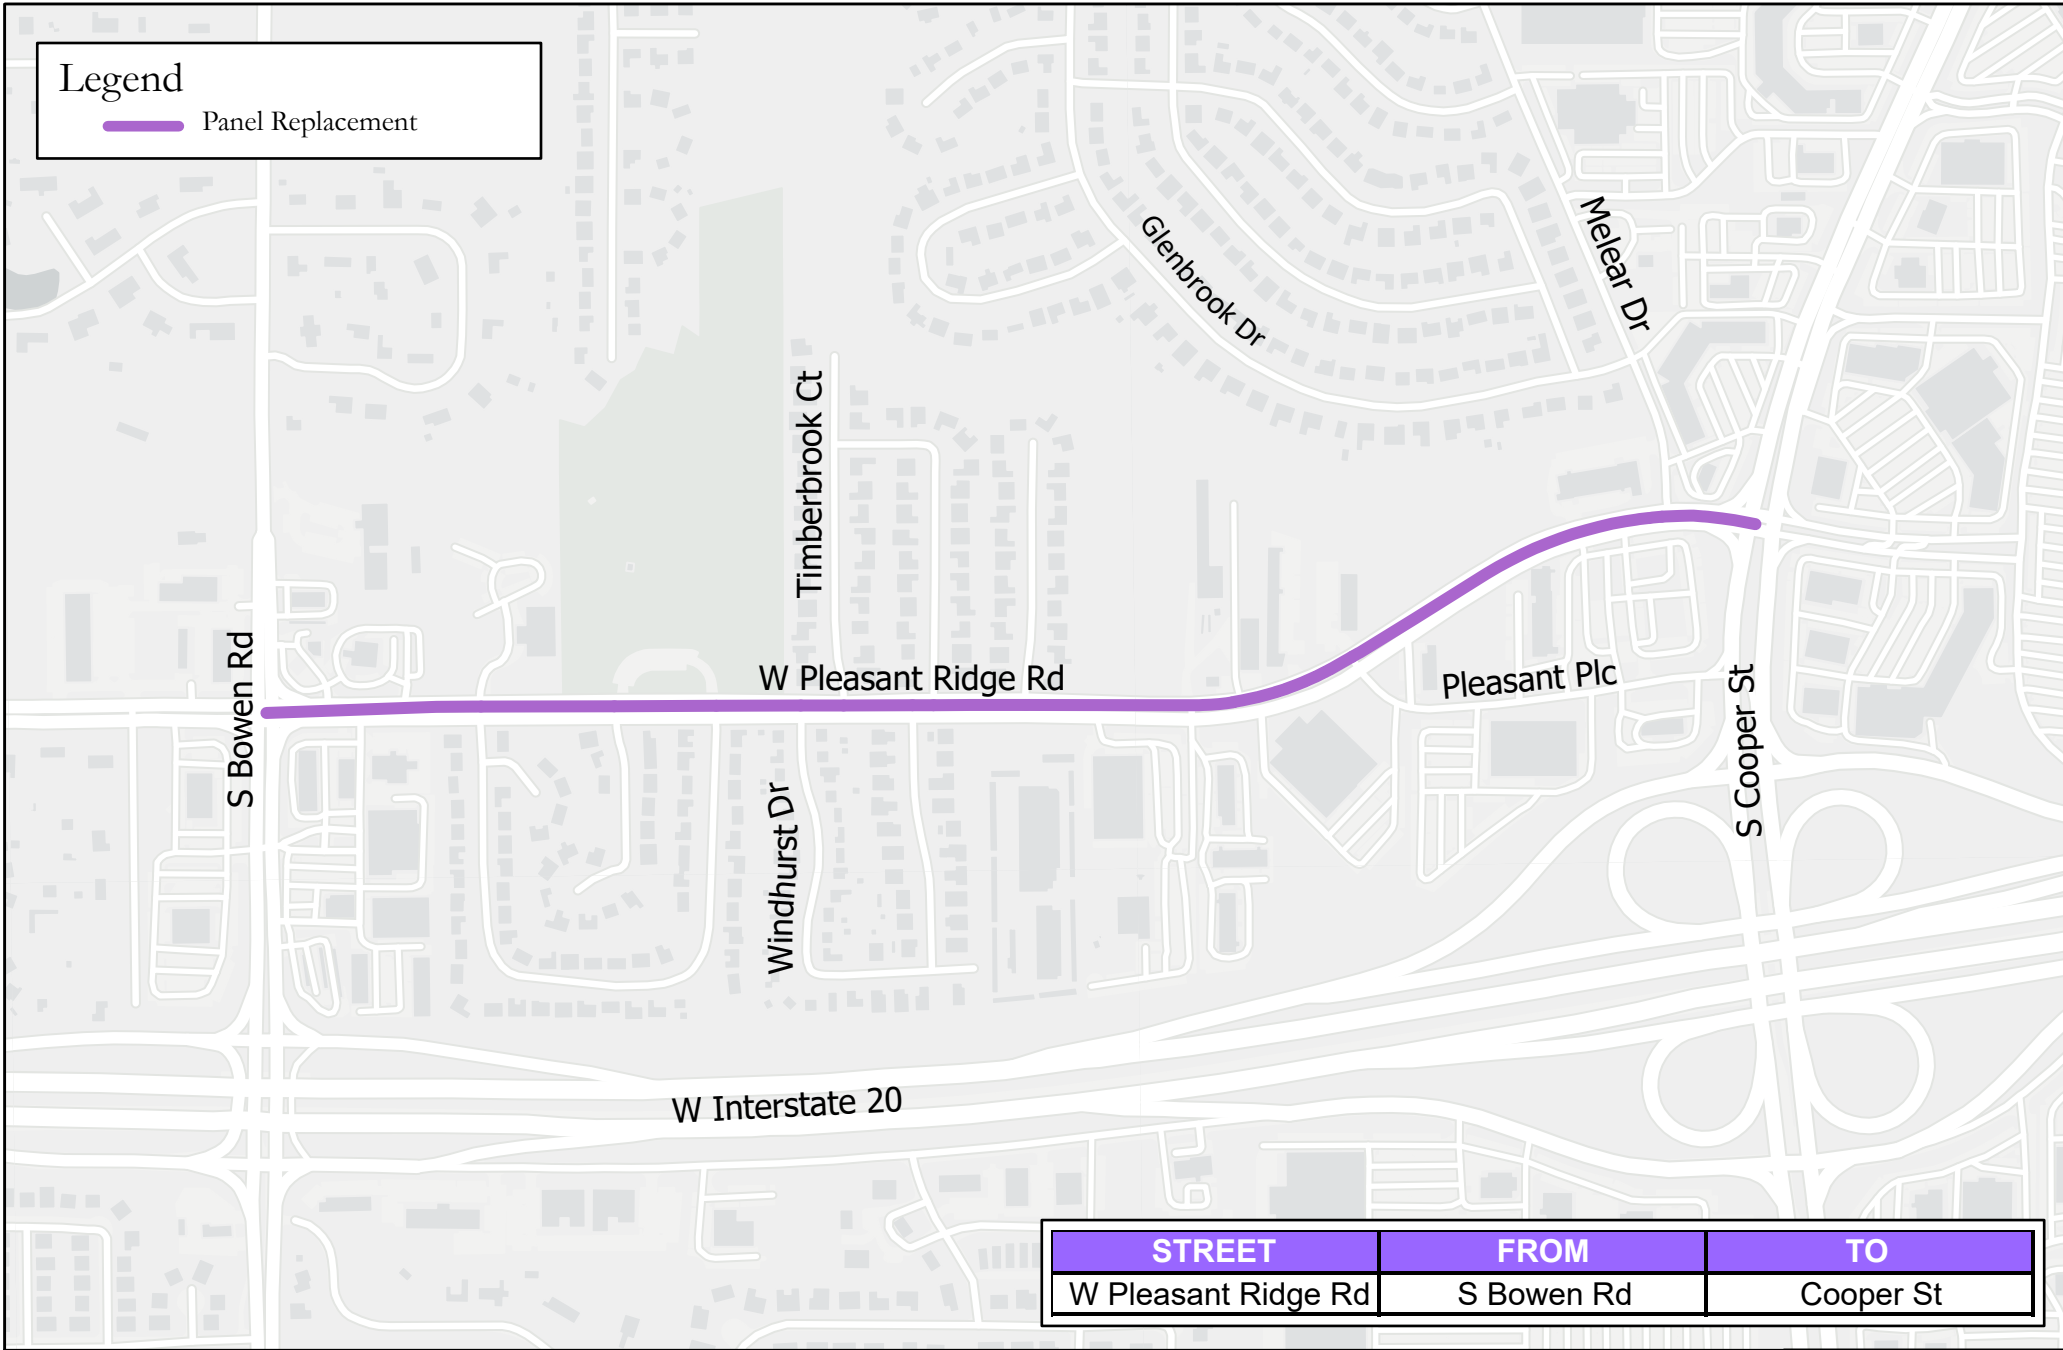 Legend
Panel Replacement
Melear Dr
Glenbrook Dr
Timberbrook Ct
S Bowen Rd
W Pleasant Ridge Rd
Pleasant Plc
S Cooper St
Windhurst Dr
W Interstate 20
STREET FROM TO
W Pleasant Ridge Rd S Bowen Rd Cooper St